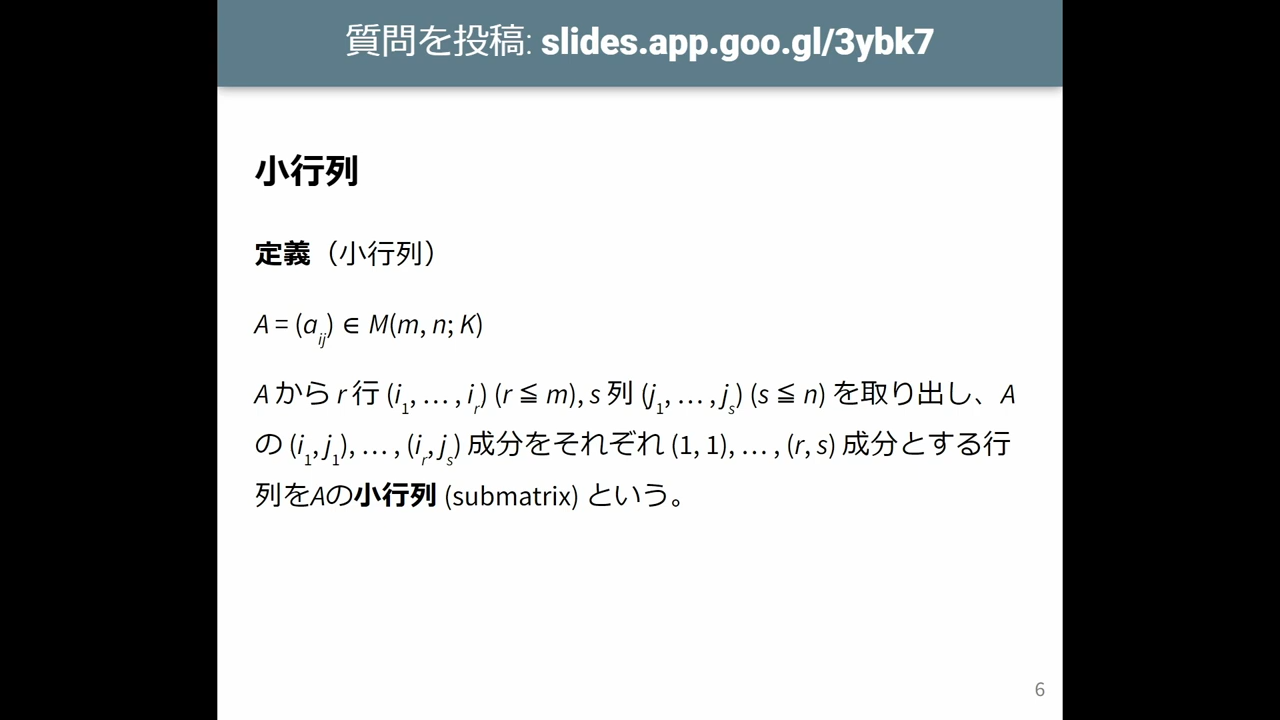 質問を投稿: slides.app.goo.gl/3ybk7
小行列
定義（小行列）
A = (aij) ∈ M(m, n; K)
A から r 行 (i1, … , ir) (r ≦ m), s 列 (j1, … , js) (s ≦ n) を取り出し、A
の (i1, j1), … , (ir, js) 成分をそれぞれ (1, 1), … , (r, s) 成分とする行
列をAの小行列 (submatrix) という。
6